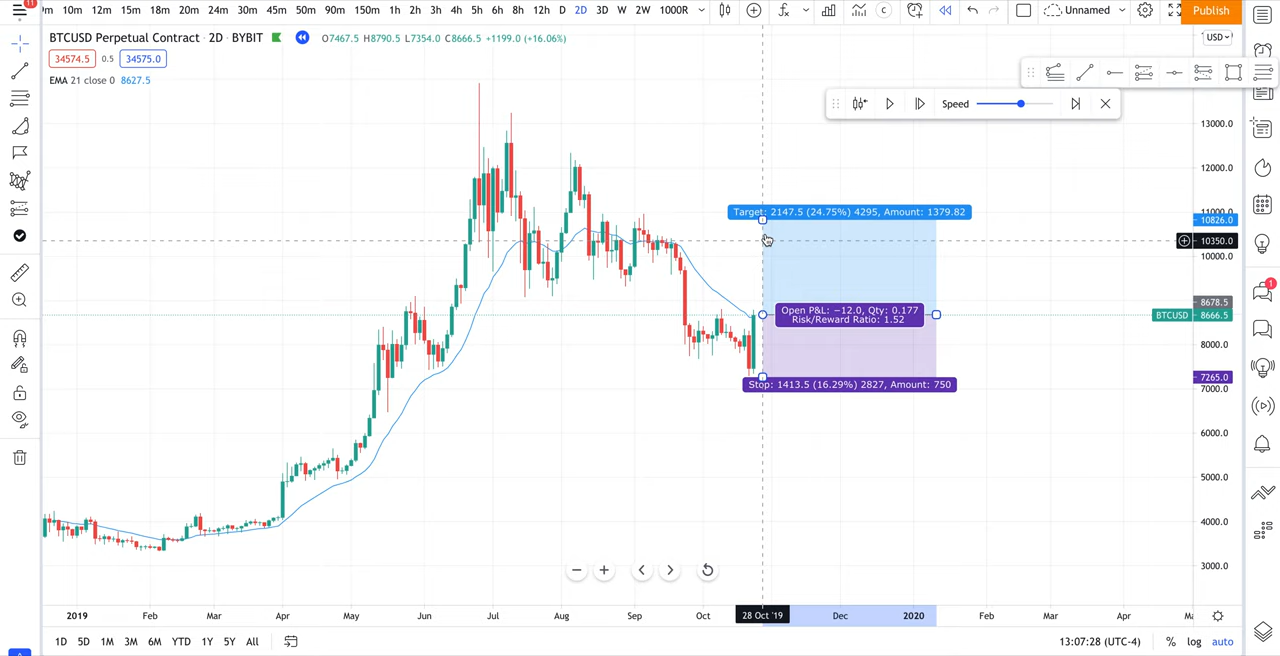 11
m 10m 12m 15m 18m 20m 24m 30m 45m 50m 90m 150m 1h 2h 3h 4h 5h 6h 8h 12h D 2D 3D W 2W 1000R Unnamed Publish
BTCUSD Perpetual Contract · 2D · BYBIT O7467.5 H8790.5 L7354.0 C8666.5 +1199.0 (+16.06%)
USD
34574.5 0.5 34575.0
EMA 21 close 0 8627.5
Speed
13000.0
12000.0
Target: 2147.5 (24.75%) 4295, Amount: 1379.82
11000.0
10826.0
10350.0
10000.0
8678.5
Open P&L: −12.0, Qty: 0.177
Risk/Reward Ratio: 1.52
BTCUSD 8666.5
8000.0
7265.0
Stop: 1413.5 (16.29%) 2827, Amount: 750
7000.0
6000.0
5000.0
4000.0
3000.0
1
2019 Feb Mar Apr May Jun Jul Aug Sep Oct 28 Oct '19 Dec 2020 Feb Mar Apr Ma
1D 5D 1M 3M 6M YTD 1Y 5Y All 13:07:28 (UTC-4) % log auto